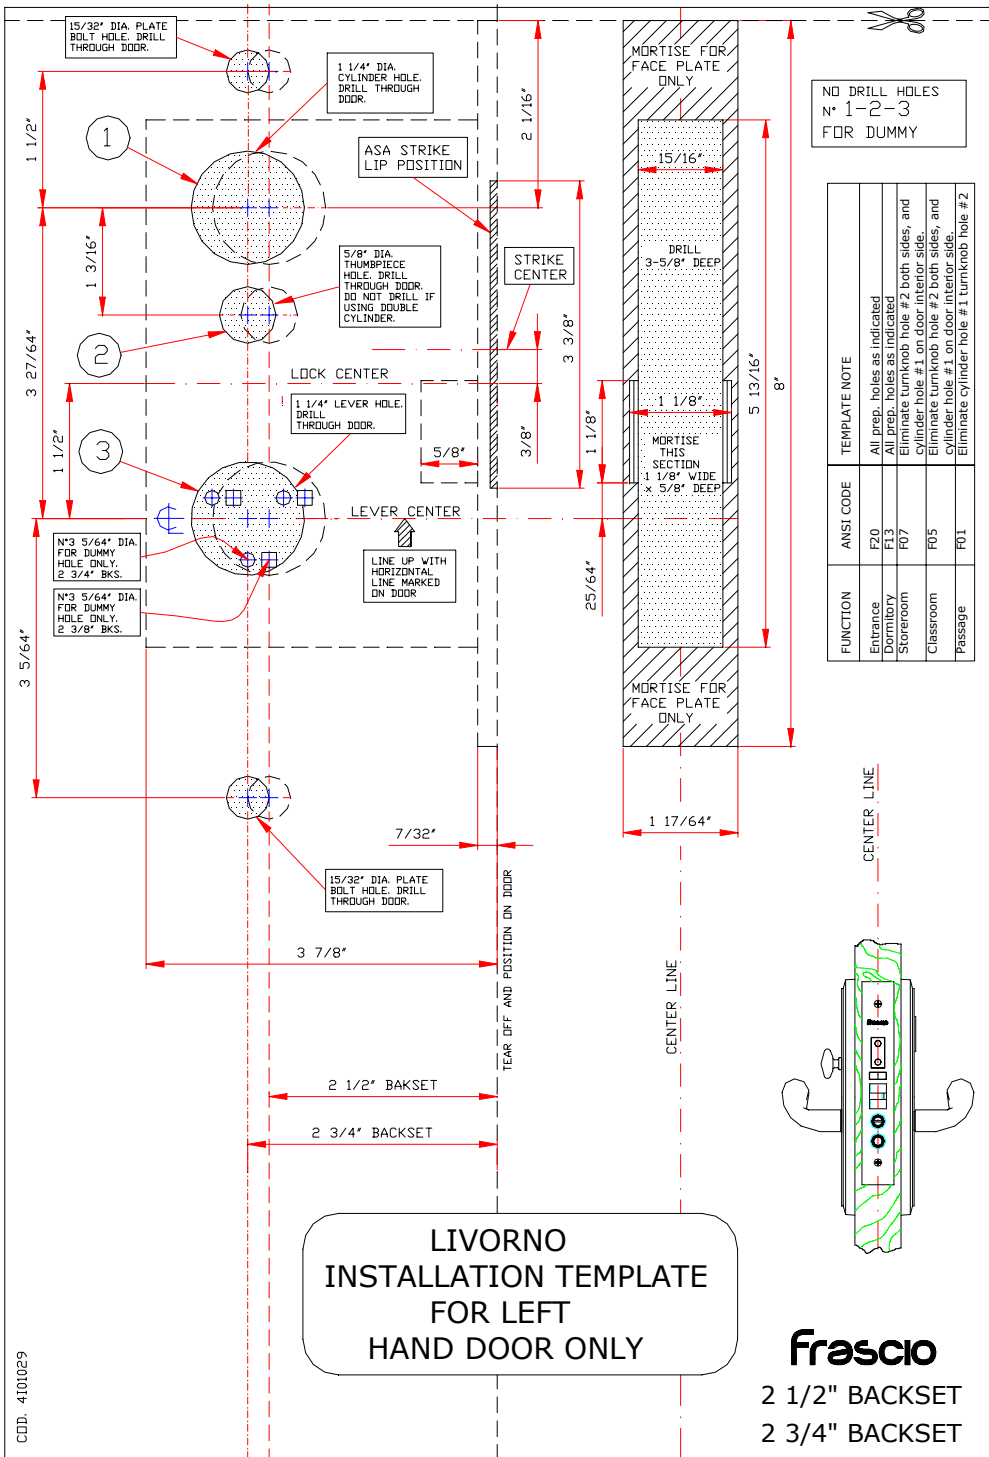 15/32" DIA. PLATE
BOLT HOLE. DRILL
THROUGH DOOR.
1 1/4" DIA.
CYLINDER HOLE.
DRILL THROUGH
DOOR.
MORTISE FOR
FACE PLATE
ONLY
NO DRILL HOLES
N° 1-2-3
FOR DUMMY
1 1/2"
1
2 1/16"
ASA STRIKE
LIP POSITION
15/16"
1 3/16"
5/8" DIA.
THUMBPIECE
HOLE. DRILL
THROUGH DOOR.
DO NOT DRILL IF
USING DOUBLE
CYLINDER.
STRIKE
CENTER
DRILL
3-5/8" DEEP
3 3/8"
3 27/64"
2
LOCK CENTER
5 13/16"
8"
1 1/4" LEVER HOLE.
DRILL
THROUGH DOOR.
1 1/2"
3
5/8"
3/8"
1 1/8"
1 1/8"
MORTISE
THIS
SECTION
1 1/8" WIDE
x 5/8" DEEP
LEVER CENTER
N°3 5/64" DIA.
FOR DUMMY
HOLE ONLY.
2 3/4" BKS.
LINE UP WITH
HORIZONTAL
LINE MARKED
ON DOOR
N°3 5/64" DIA.
FOR DUMMY
HOLE ONLY.
2 3/8" BKS.
25/64"
3 5/64"
MORTISE FOR
FACE PLATE
ONLY
FUNCTION ANSI CODE TEMPLATE NOTE
Entrance F20 All prep. holes as indicated
Dormitory F13 All prep. holes as indicated
Storeroom F07 Eliminate turnknob hole #2 both sides, and
cylinder hole #1 on door interior side.
Classroom F05 Eliminate turnknob hole #2 both sides, and
cylinder hole #1 on door interior side.
Passage F01 Eliminate cylinder hole #1 turnknob hole #2
7/32"
1 17/64"
CENTER LINE
15/32" DIA. PLATE
BOLT HOLE. DRILL
THROUGH DOOR.
TEAR OFF AND POSITION ON DOOR
3 7/8"
CENTER LINE
Frascio
2 1/2" BAKSET
2 3/4" BACKSET
LIVORNO
INSTALLATION TEMPLATE
FOR LEFT
HAND DOOR ONLY
Frascio
2 1/2" BACKSET
2 3/4" BACKSET
COD. 4I01029